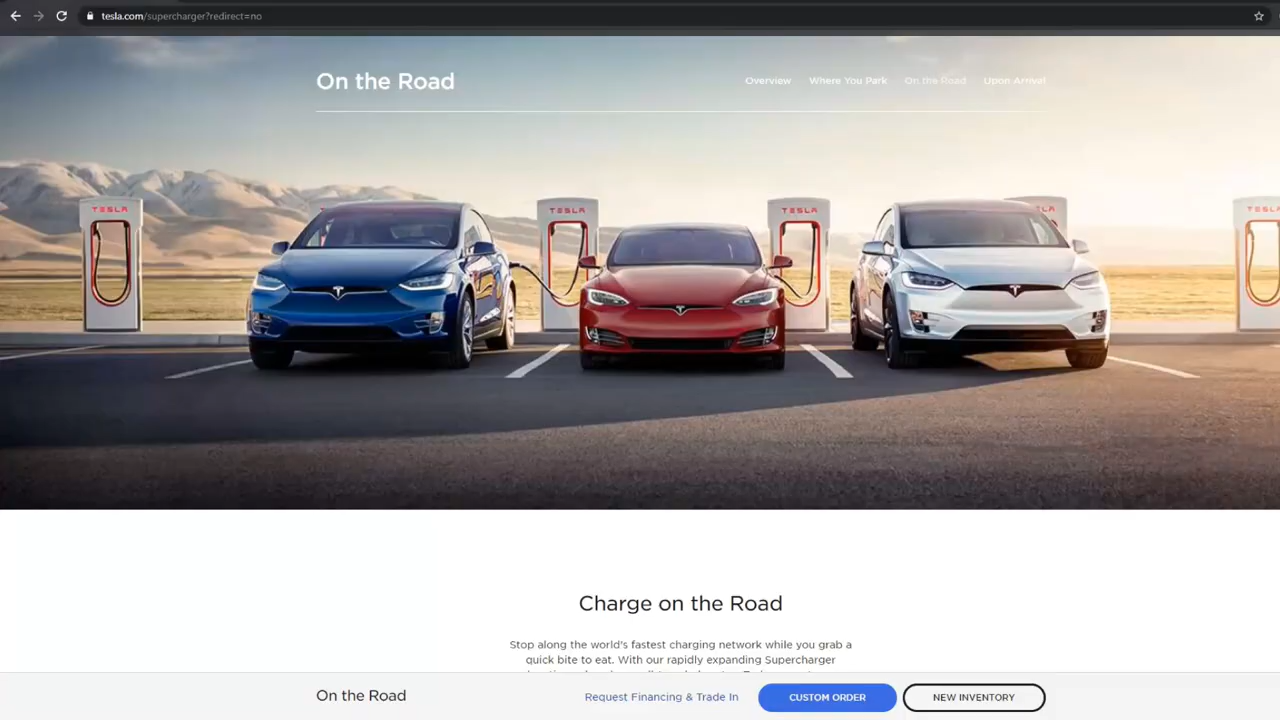 tesla.com/supercharger?redirect=no
On the Road
Overview Where You Park On the Road Upon Arrival
TESLA TESLA TESLA SLA TESLA
Charge on the Road
Stop along the world's fastest charging network while you grab a
quick bite to eat. With our rapidly expanding Supercharger
On the Road Request Financing & Trade In CUSTOM ORDER NEW INVENTORY